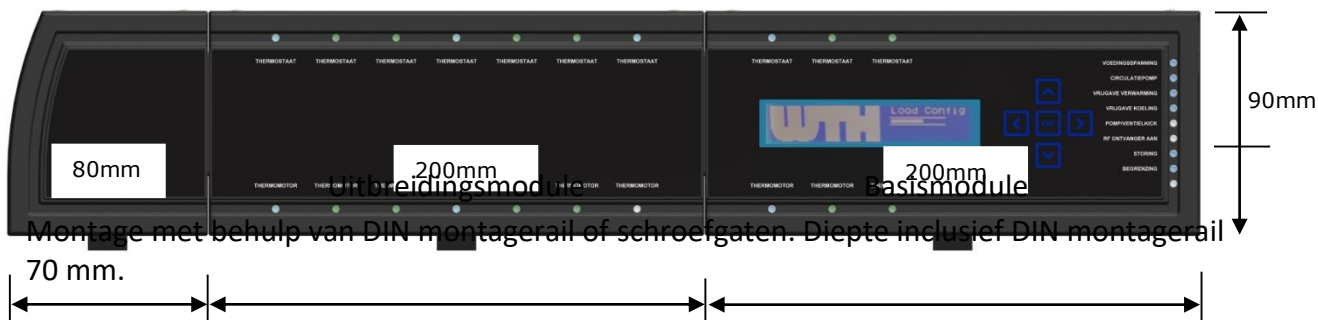 THERMOSTAAT THERMOSTAAT THERMOSTAAT THERMOSTAAT THERMOSTAAT THERMOSTAAT THERMOSTAAT THERMOSTAAT THERMOSTAAT THERMOSTAAT
VOEDINGSSPANNING
CIRCULATIEPOMP
VRIJGAVE VERWARMING
VRIJGAVE KOELING
POMP/VENTIELKICK
RF ONTVANGER AAN
STORING
BEGRENZING
WTH Load Config
OK
90mm
80mm 200mm 200mm
THERMOMOTOR THERMOMOTOR THERMOMOTOR THERMOMOTOR THERMOMOTOR
Uitbreidingsmodule Basismodule
Montage met behulp van DIN montagerail of schroefgaten. Diepte inclusief DIN montagerail
70 mm.